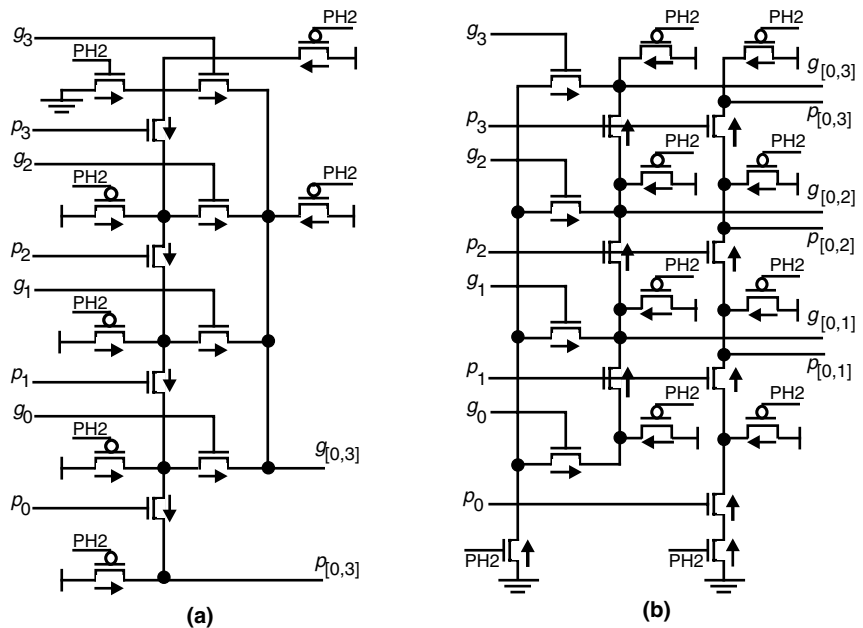 PH2
g3
PH2
p3
g2
PH2
PH2
p2
g1
PH2
p1
g0
PH2
g[0,3]
p0
PH2
p[0,3]
(a)
PH2
PH2
g3
g[0,3]
p[0,3]
p3
PH2
PH2
g2
g[0,2]
p[0,2]
p2
PH2
PH2
g1
g[0,1]
p[0,1]
p1
PH2
PH2
g0
p0
PH2
PH2
(b)